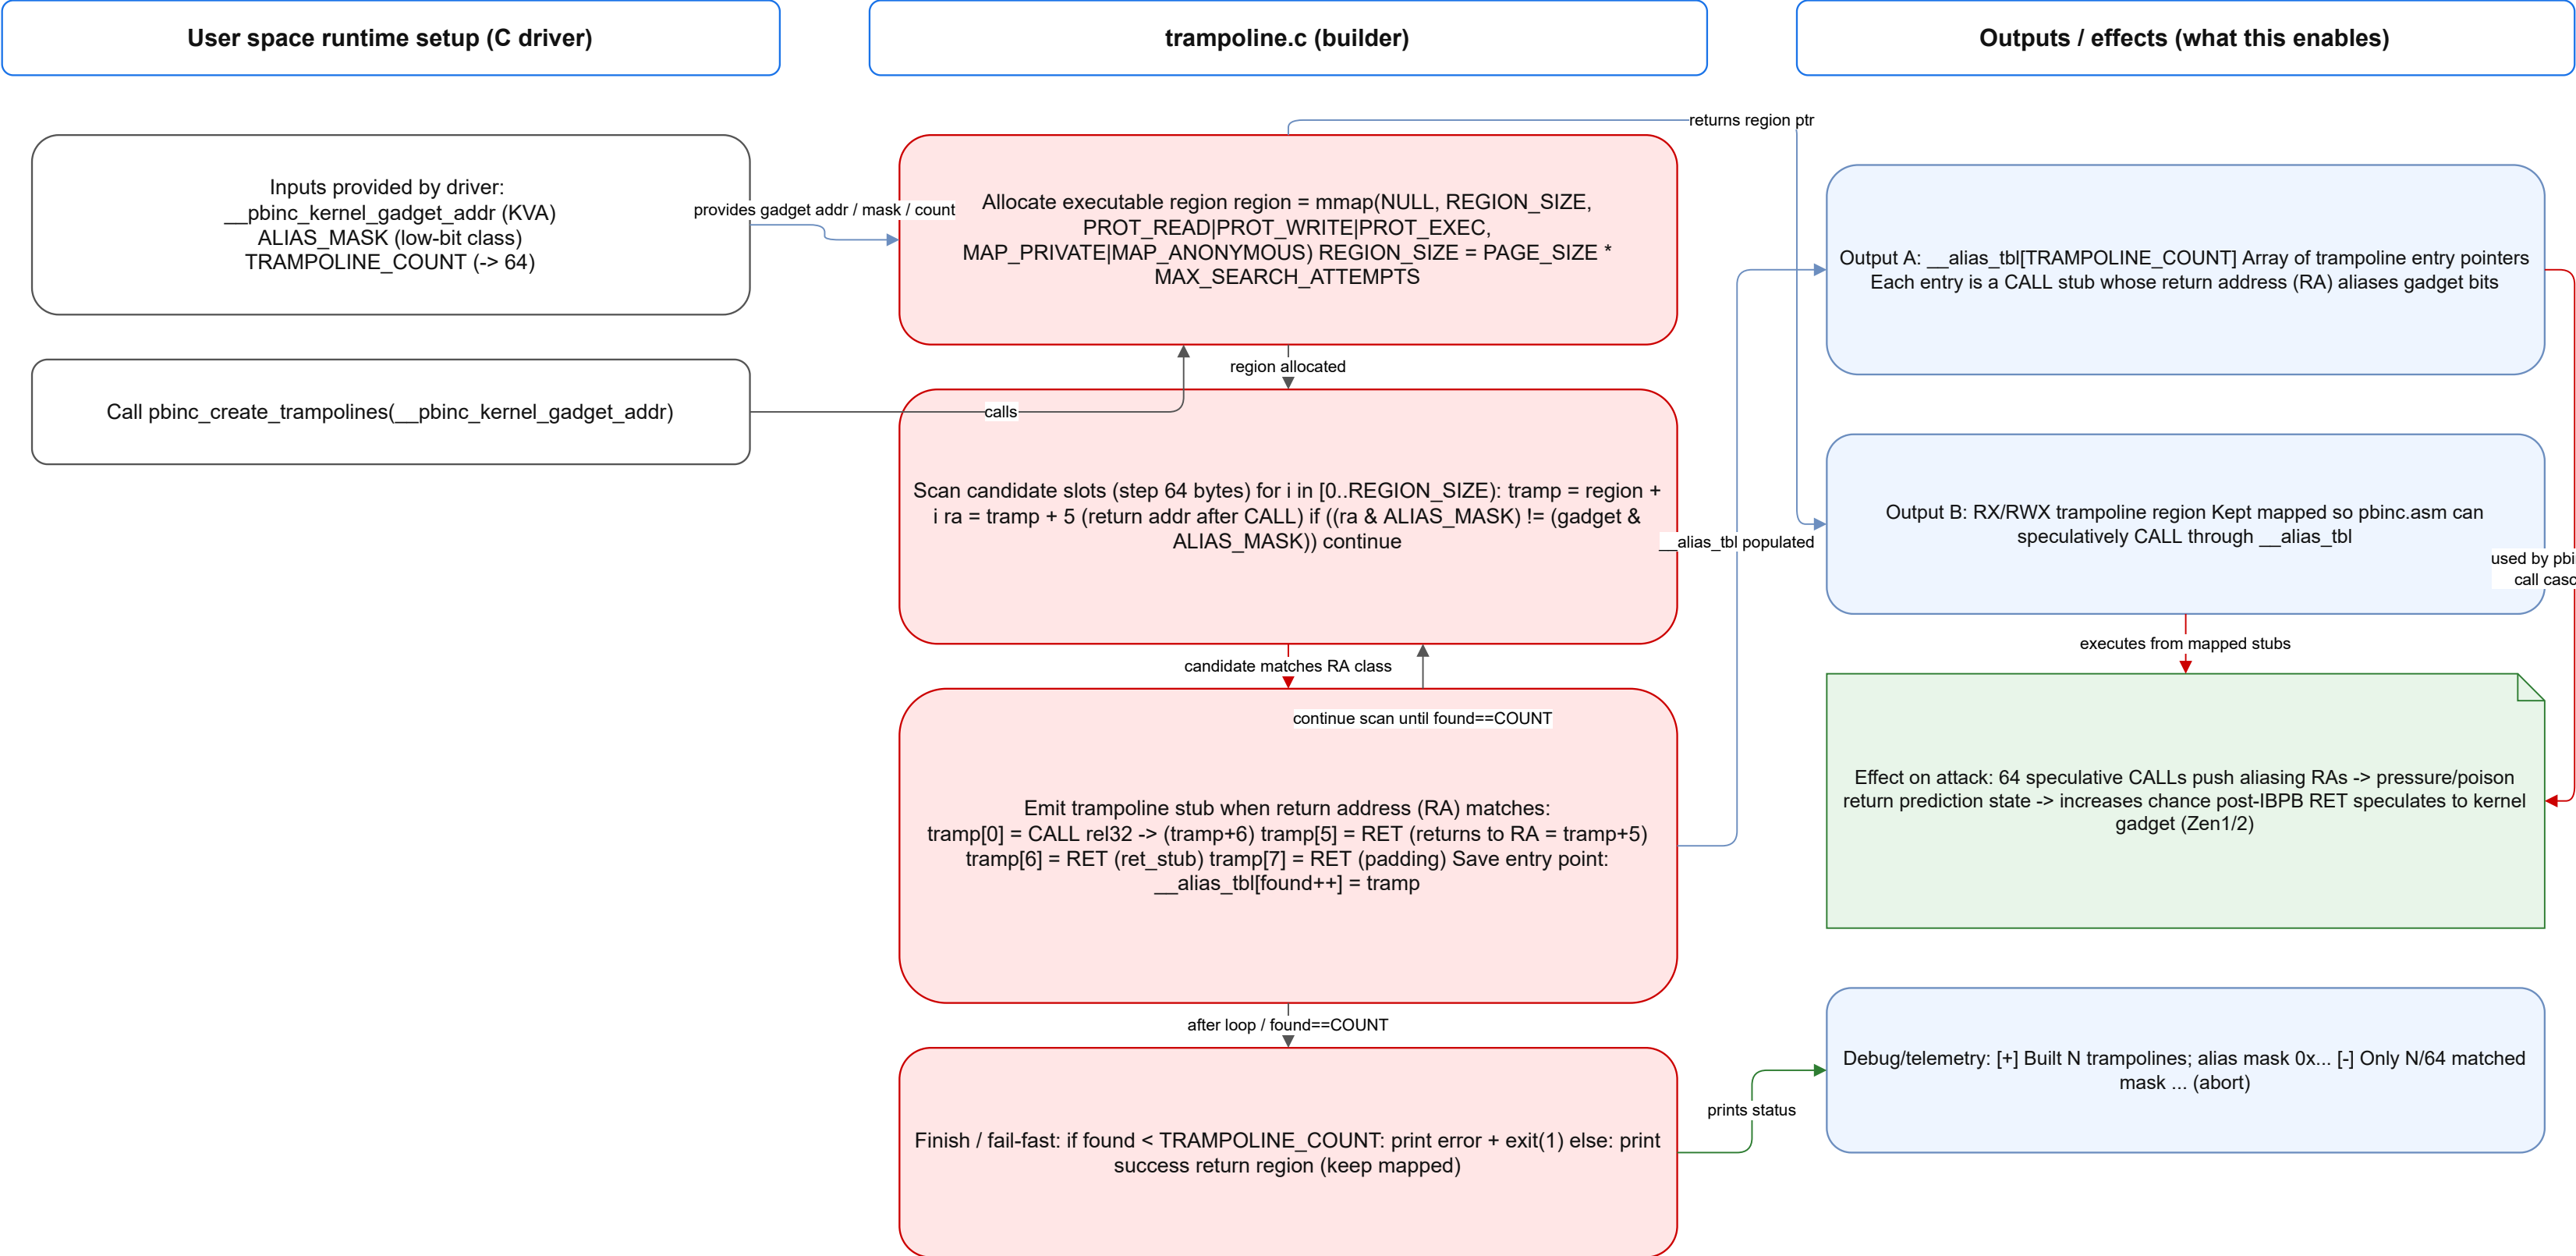 User space runtime setup (C driver)
trampoline.c (builder)
Outputs / effects (what this enables)
Inputs provided by driver:
__pbinc_kernel_gadget_addr (KVA)
ALIAS_MASK (low-bit class)
TRAMPOLINE_COUNT (-> 64)
provides gadget addr / mask / count
Call pbinc_create_trampolines(__pbinc_kernel_gadget_addr)
calls
Allocate executable region region = mmap(NULL, REGION_SIZE,
PROT_READ|PROT_WRITE|PROT_EXEC,
MAP_PRIVATE|MAP_ANONYMOUS) REGION_SIZE = PAGE_SIZE *
MAX_SEARCH_ATTEMPTS
returns region ptr
region allocated
Scan candidate slots (step 64 bytes) for i in [0..REGION_SIZE): tramp = region +
i ra = tramp + 5 (return addr after CALL) if ((ra & ALIAS_MASK) != (gadget &
ALIAS_MASK)) continue
candidate matches RA class
continue scan until found==COUNT
Emit trampoline stub when return address (RA) matches:
tramp[0] = CALL rel32 -> (tramp+6) tramp[5] = RET (returns to RA = tramp+5)
tramp[6] = RET (ret_stub) tramp[7] = RET (padding) Save entry point:
__alias_tbl[found++] = tramp
__alias_tbl populated
after loop / found==COUNT
Finish / fail-fast: if found < TRAMPOLINE_COUNT: print error + exit(1) else: print
success return region (keep mapped)
prints status
Output A: __alias_tbl[TRAMPOLINE_COUNT] Array of trampoline entry pointers
Each entry is a CALL stub whose return address (RA) aliases gadget bits
Output B: RX/RWX trampoline region Kept mapped so pbinc.asm can
speculatively CALL through __alias_tbl
used by
call
executes from mapped stubs
Effect on attack: 64 speculative CALLs push aliasing RAs -> pressure/poison
return prediction state -> increases chance post-IBPB RET speculates to kernel
gadget (Zen1/2)
Debug/telemetry: [+] Built N trampolines; alias mask 0x... [-] Only N/64 matched
mask ... (abort)